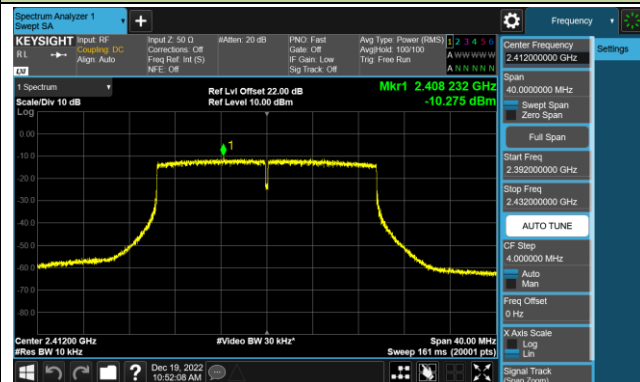 Spectrum Analyzer 1
Swept SA
Frequency
KEYSIGHT
RL
LXI
Input: RF
Coupling: DC
Align: Auto
Input Z: 50 Ω
Corrections: Off
Freq Ref: Int (S)
NFE: Off
#Atten: 20 dB
PNO: Fast
Gate: Off
IF Gain: Low
Sig Track: Off
Avg Type: Power (RMS)
Avg|Hold: 100/100
Trig: Free Run
1 2 3 4 5 6
A W W W W W
A N N N N N
Center Frequency
2.412000000 GHz
Settings
Span
40.0000000 MHz
Swept Span
Zero Span
Full Span
Start Freq
2.392000000 GHz
Stop Freq
2.432000000 GHz
AUTO TUNE
CF Step
4.000000 MHz
Auto
Man
Freq Offset
0 Hz
X Axis Scale
Log
Lin
Signal Track
(Span Zoom)
1 Spectrum
Scale/Div 10 dB
Log
Ref Lvl Offset 22.00 dB
Ref Level 10.00 dBm
Mkr1 2.408 232 GHz
-10.275 dBm
1
0.00
-10.0
-20.0
-30.0
-40.0
-50.0
-60.0
-70.0
-80.0
Center 2.41200 GHz
#Res BW 10 kHz
#Video BW 30 kHz*
Span 40.00 MHz
Sweep 161 ms (20001 pts)
?
Dec 19, 2022
10:52:08 AM